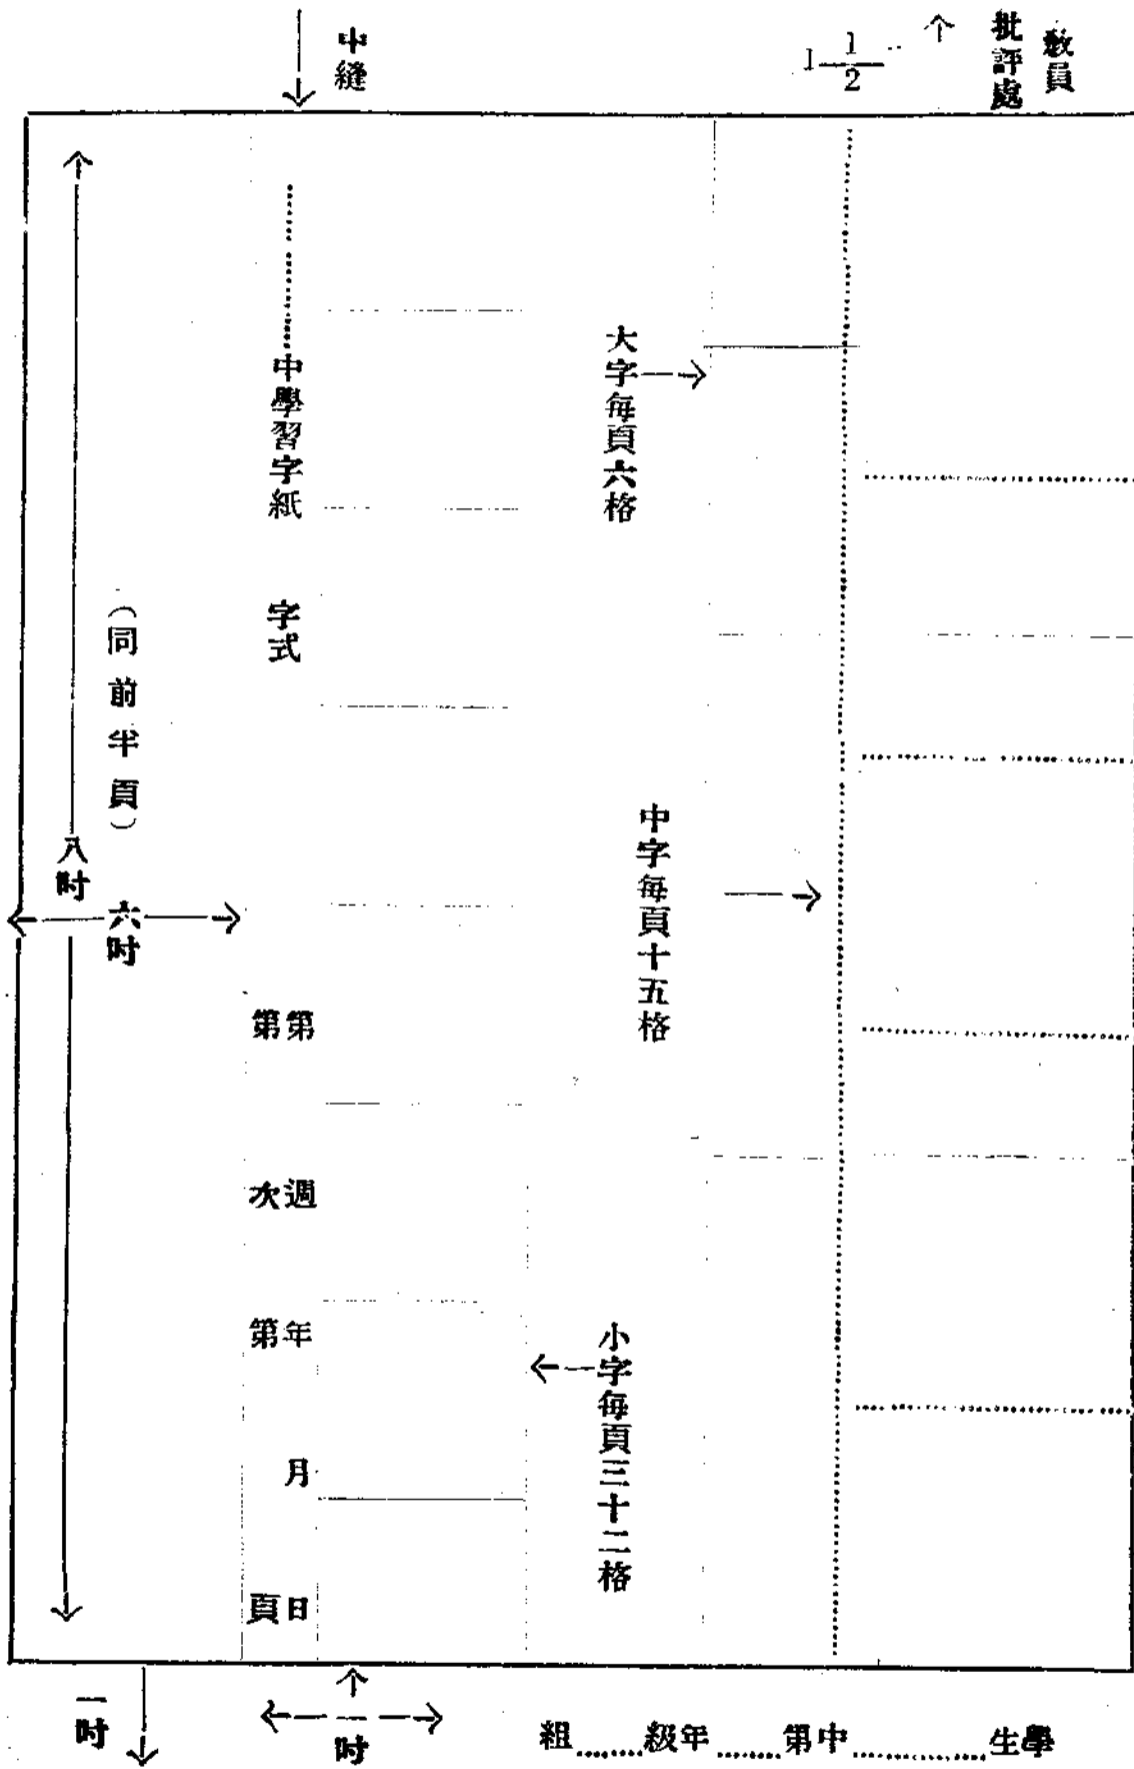 教員
批評處
1 1/2
中縫
大字每頁六格
中字每頁十五格
小字每頁三十二格
中學習字紙 字式
第 週 年 月 日
第 次 第 頁
(同前半頁)
八吋
六吋
一吋
一吋
學生……………中第………年級………組